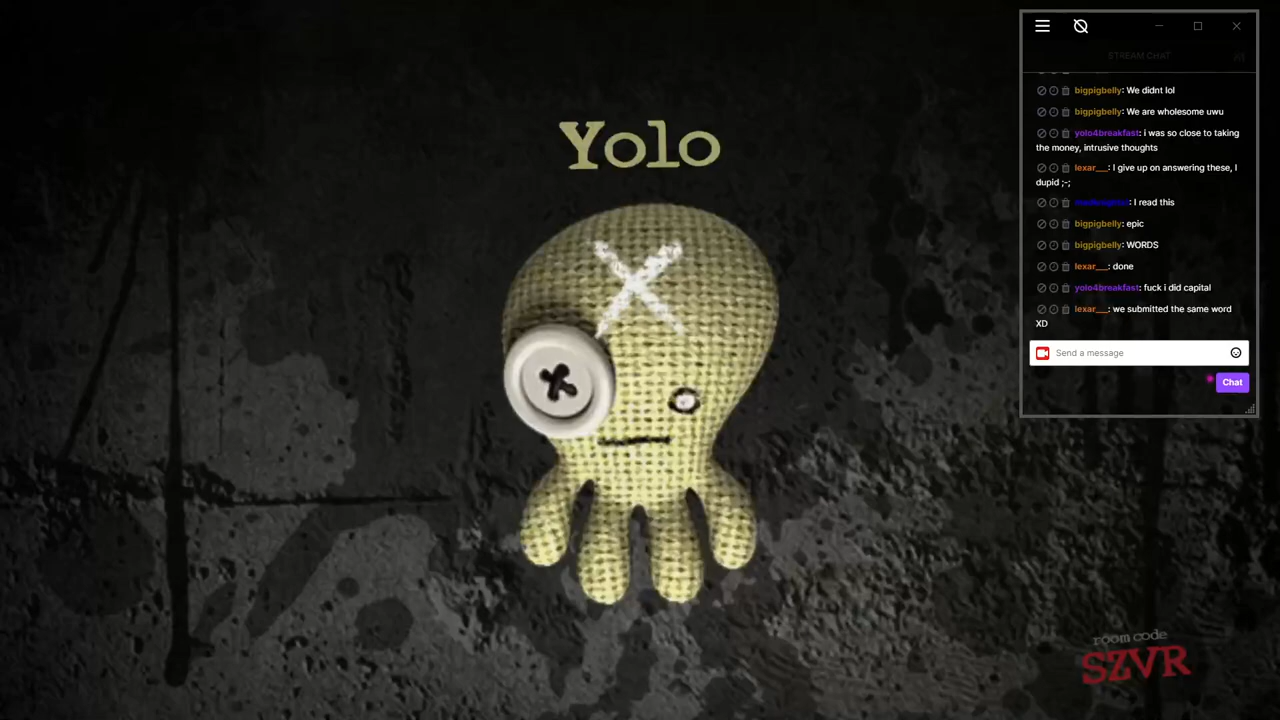 Yolo
STREAM CHAT
bigpigbelly: We didnt lol
bigpigbelly: We are wholesome uwu
yolo4breakfast: i was so close to taking
the money, intrusive thoughts
lexar___: I give up on answering these, I
dupid ;-;
: I read this
bigpigbelly: epic
bigpigbelly: WORDS
lexar___: done
yolo4breakfast: fuck i did capital
lexar___: we submitted the same word
XD
Send a message
Chat
room code
SZVR